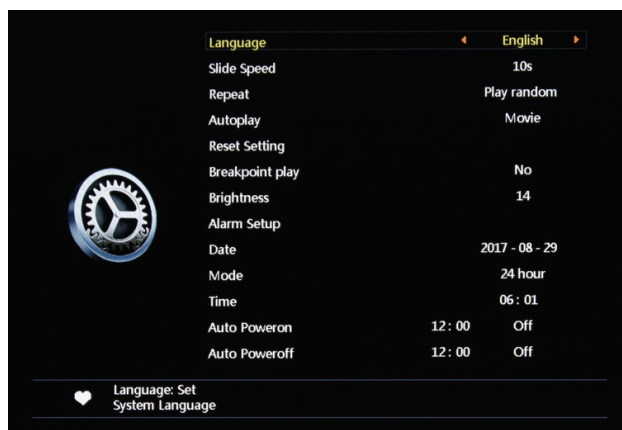 Language English
Slide Speed 10s
Repeat Play random
Autoplay Movie
Reset Setting
Breakpoint play No
Brightness 14
Alarm Setup
Date 2017 - 08 - 29
Mode 24 hour
Time 06 : 01
Auto Poweron 12 : 00 Off
Auto Poweroff 12 : 00 Off
Language: Set
System Language